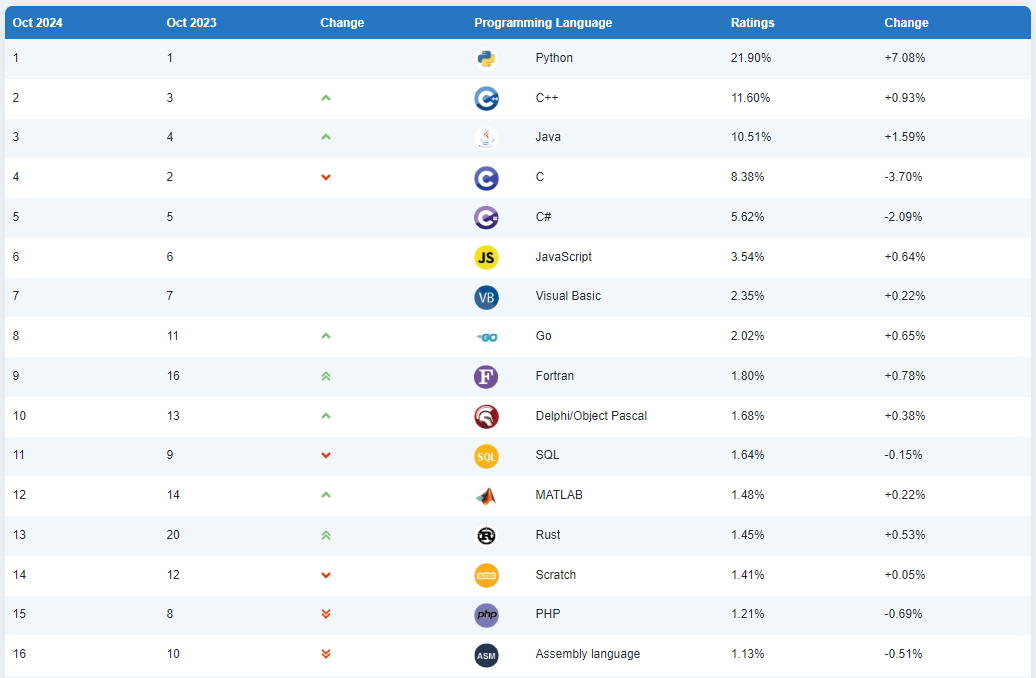 Oct 2024 Oct 2023 Change Programming Language Ratings Change
1 1 Python 21.90% +7.08%
2 3 C++ 11.60% +0.93%
3 4 Java 10.51% +1.59%
4 2 C 8.38% -3.70%
5 5 C# 5.62% -2.09%
6 6 JS JavaScript 3.54% +0.64%
7 7 VB Visual Basic 2.35% +0.22%
8 11 GO Go 2.02% +0.65%
9 16 F Fortran 1.80% +0.78%
10 13 Delphi/Object Pascal 1.68% +0.38%
11 9 SQL SQL 1.64% -0.15%
12 14 MATLAB 1.48% +0.22%
13 20 R Rust 1.45% +0.53%
14 12 Scratch 1.41% +0.05%
15 8 php PHP 1.21% -0.69%
16 10 ASM Assembly language 1.13% -0.51%